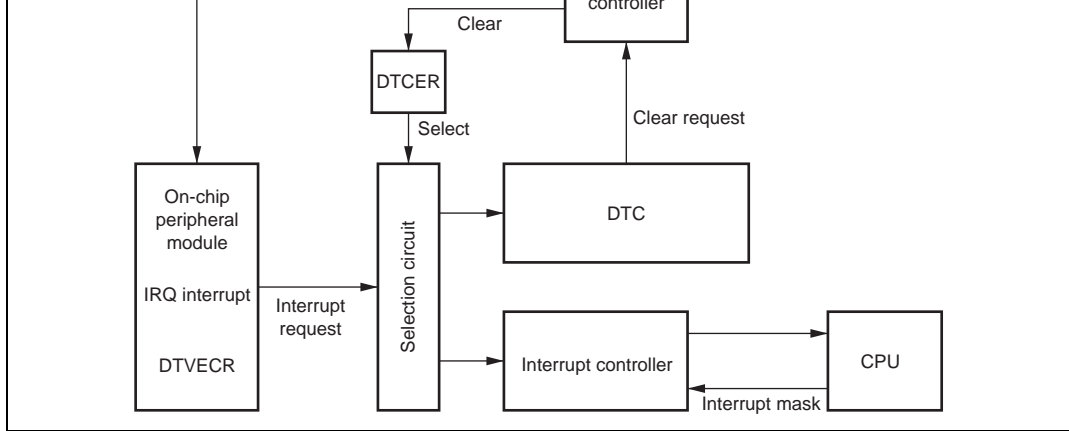 controller
Clear
DTCER
Select
Clear request
On-chip
peripheral
module
IRQ interrupt
DTVECR
Interrupt
request
Selection circuit
DTC
Interrupt controller
CPU
Interrupt mask